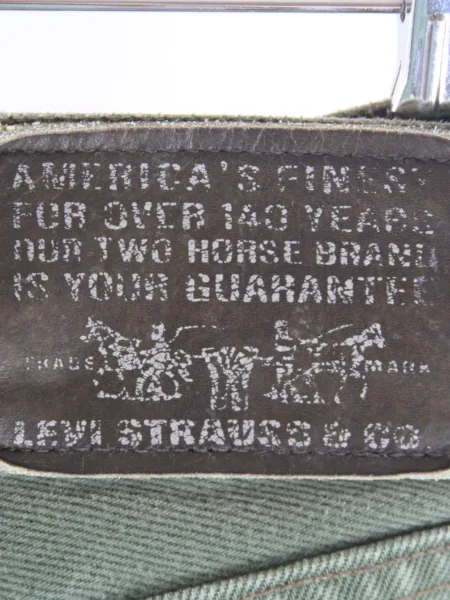 AMERICA'S FINEST
FOR OVER 140 YEARS
OUR TWO HORSE BRAND
IS YOUR GUARANTEE
TRADE MARK
LEVI STRAUSS & CO